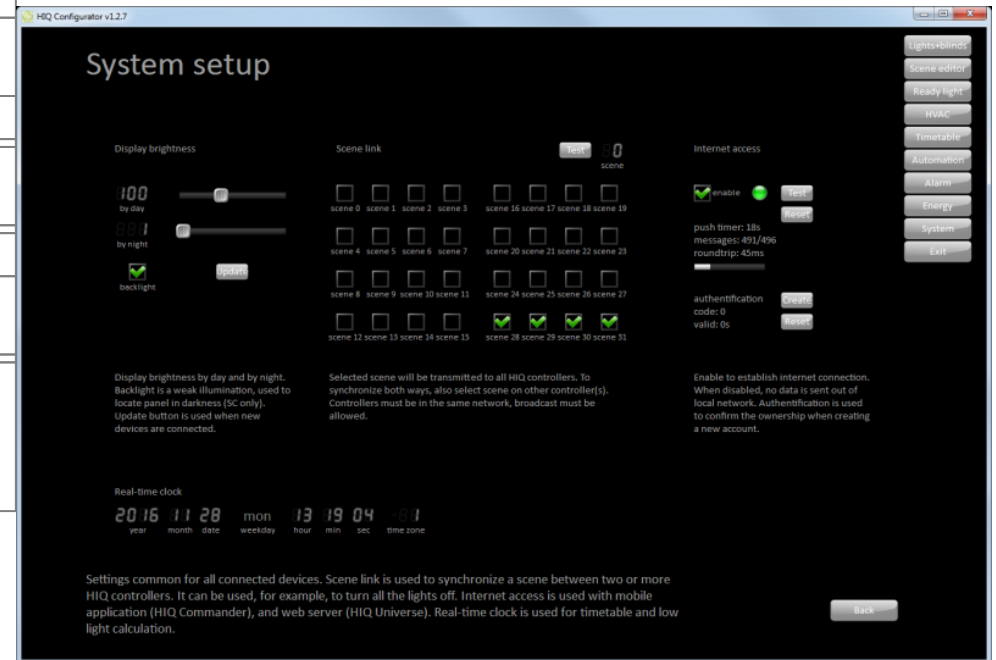 HIQ Configurator v1.2.7
System setup
Lights+blinds
Scene editor
Ready light
HVAC
Timetable
Automation
Alarm
Energy
System
Exit
Display brightness
100
by day
1
by night
backlight
Update
Display brightness by day and by night.
Backlight is a weak illumination, used to
locate panel in darkness (SC only).
Update button is used when new
devices are connected.
Scene link
Test
0
scene
scene 0 scene 1 scene 2 scene 3 scene 16 scene 17 scene 18 scene 19
scene 4 scene 5 scene 6 scene 7 scene 20 scene 21 scene 22 scene 23
scene 8 scene 9 scene 10 scene 11 scene 24 scene 25 scene 26 scene 27
scene 12 scene 13 scene 14 scene 15 scene 28 scene 29 scene 30 scene 31
Selected scene will be transmitted to all HIQ controllers. To
synchronize both ways, also select scene on other controller(s).
Controllers must be in the same network, broadcast must be
allowed.
Internet access
enable Test
Reset
push timer: 18s
messages: 491/496
roundtrip: 45ms
authentification Create
code: 0
valid: 0s Reset
Enable to establish internet connection.
When disabled, no data is sent out of
local network. Authentification is used
to confirm the ownership when creating
a new account.
Real-time clock
2016 11 28 mon 13 19 04 1
year month date weekday hour min sec time zone
Settings common for all connected devices. Scene link is used to synchronize a scene between two or more
HIQ controllers. It can be used, for example, to turn all the lights off. Internet access is used with mobile
application (HIQ Commander), and web server (HIQ Universe). Real-time clock is used for timetable and low
light calculation.
Back